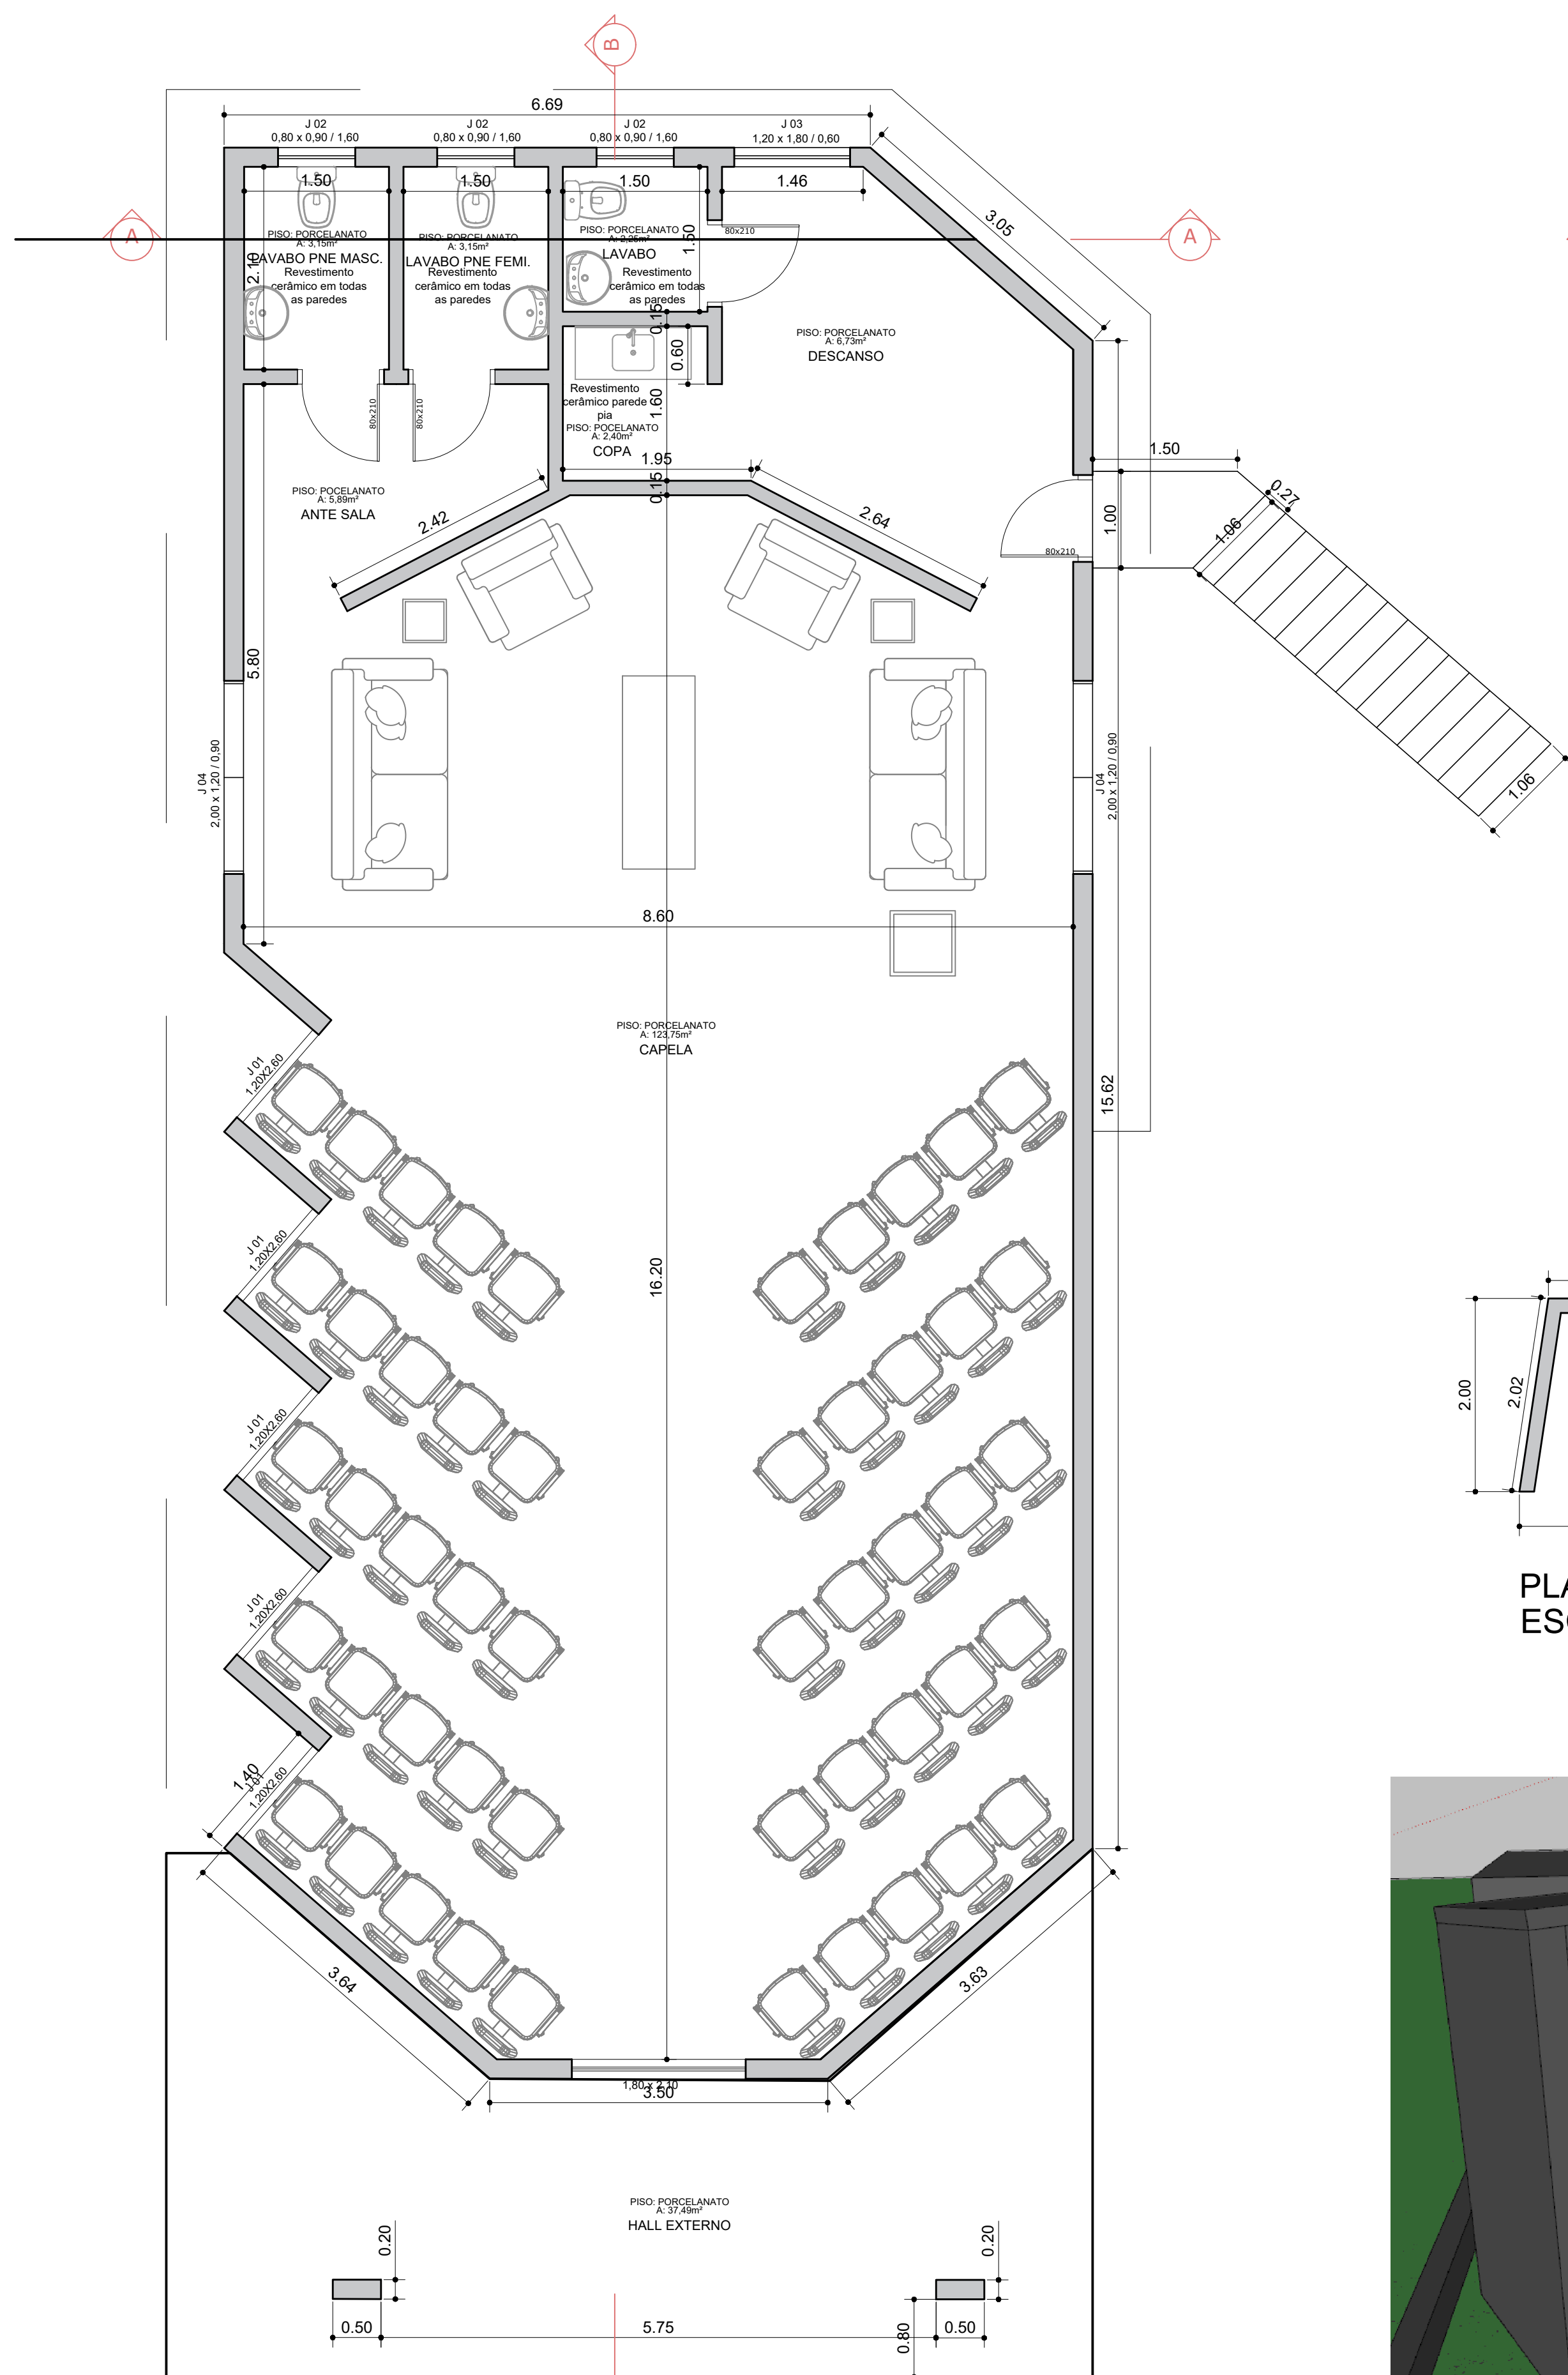 B
6.69
J 02
0,80 x 0,90 / 1,60
J 02
0,80 x 0,90 / 1,60
J 02
0,80 x 0,90 / 1,60
J 03
1,20 x 1,80 / 0,60
1.50
1.50
1.50
1.46
3.05
A
A
PISO: PORCELANATO
A: 3,15m²
LAVABO PNE MASC.
Revestimento
cerâmico em todas
as paredes
2.10
PISO: PORCELANATO
A: 3,15m²
LAVABO PNE FEMI.
Revestimento
cerâmico em todas
as paredes
PISO: PORCELANATO
A: 2,25m²
LAVABO
Revestimento
cerâmico em todas
as paredes
1.50
80x210
0.15
0.60
PISO: PORCELANATO
A: 6,73m²
DESCANSO
80x210
80x210
Revestimento
cerâmico parede
pia
1.60
PISO: POCELANATO
A: 2,40m²
COPA
1.95
0.15
PISO: POCELANATO
A: 5,89m²
ANTE SALA
2.42
2.64
80x210
1.50
1.00
0.27
1.06
1.06
5.80
J 04
2,00 x 1,20 / 0,90
J 04
2,00 x 1,20 / 0,90
8.60
PISO: PORCELANATO
A: 123,75m²
CAPELA
J 01
1,20X2,60
J 01
1,20X2,60
J 01
1,20X2,60
J 01
1,20X2,60
J 01
1,20X2,60
1.40
15.62
16.20
2.00
2.02
PLA
ESC
3.64
3.63
1,80 x 2,10
3.50
PISO: PORCELANATO
A: 37,49m²
HALL EXTERNO
0.20
0.20
0.50
5.75
0.80
0.50